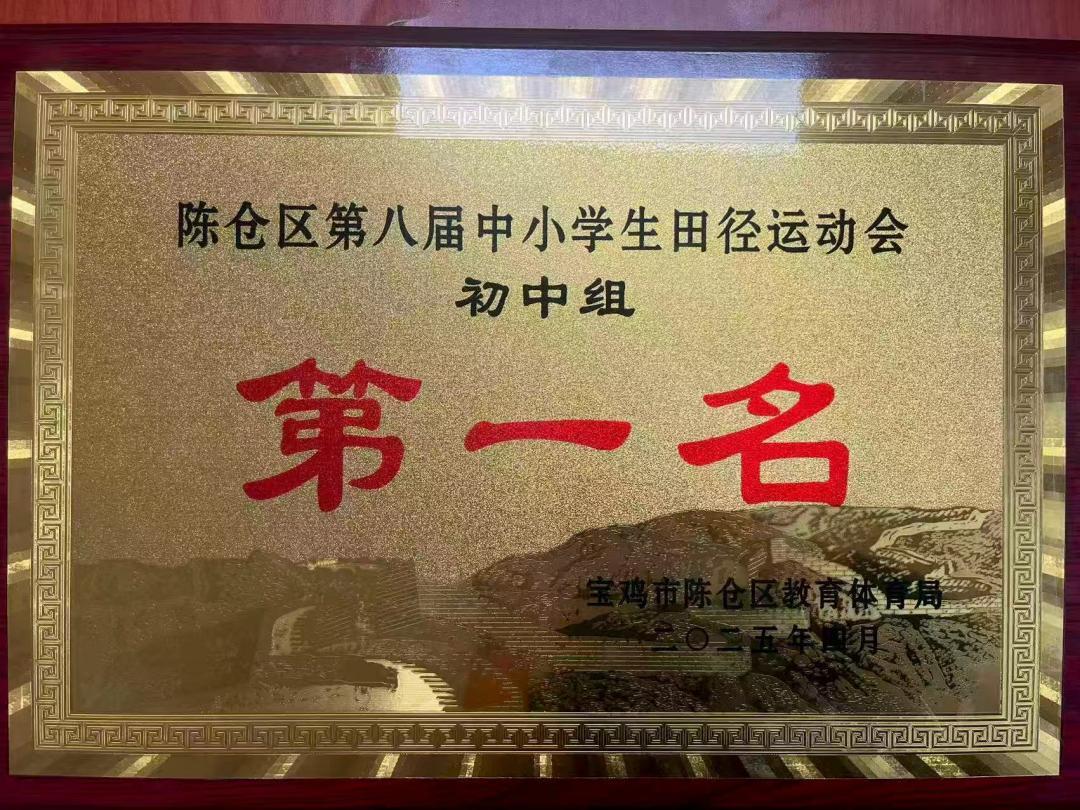 陈仓区第八届中小学生田径运动会
初中组
第一名
宝鸡市陈仓区教育体育局
二〇二五年四月